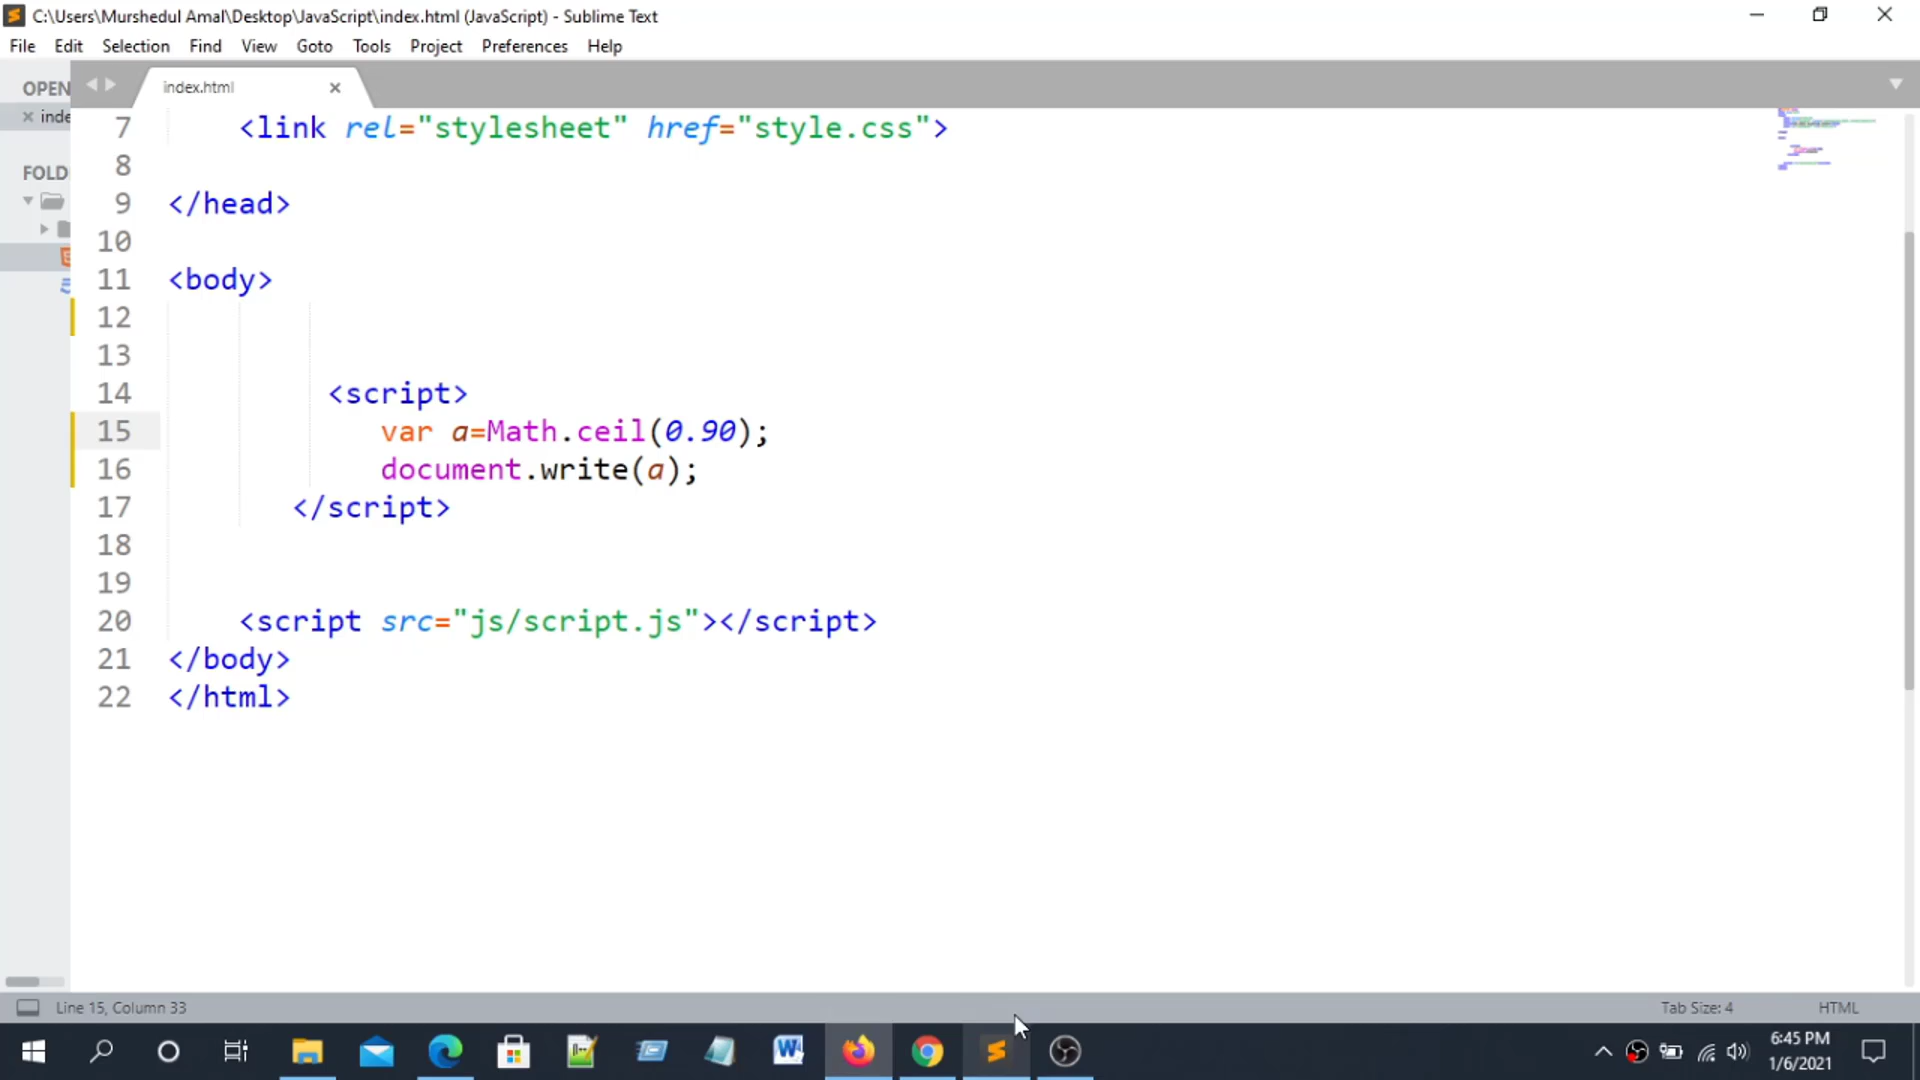 C:\Users\Murshedul Amal\Desktop\JavaScript\index.html (JavaScript) - Sublime Text
File Edit Selection Find View Goto Tools Project Preferences Help
OPEN
index.html
inde
FOLD
7 <link rel="stylesheet" href="style.css">
8
9 </head>
10
11 <body>
12
13
14 <script>
15 var a=Math.ceil(0.90);
16 document.write(a);
17 </script>
18
19
20 <script src="js/script.js"></script>
21 </body>
22 </html>
Line 15, Column 33 Tab Size: 4 HTML
6:45 PM
1/6/2021